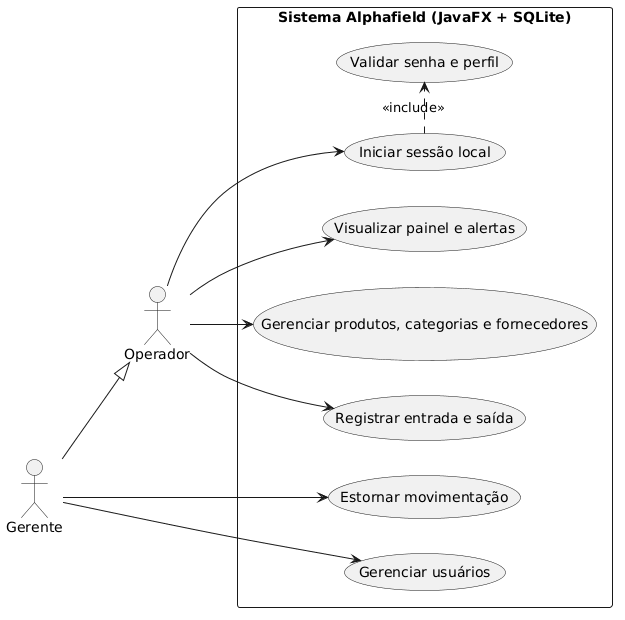 Sistema Alphafield (JavaFX + SQLite)
Validar senha e perfil
«include»
Iniciar sessão local
Visualizar painel e alertas
Operador
Gerenciar produtos, categorias e fornecedores
Registrar entrada e saída
Gerente
Estornar movimentação
Gerenciar usuários